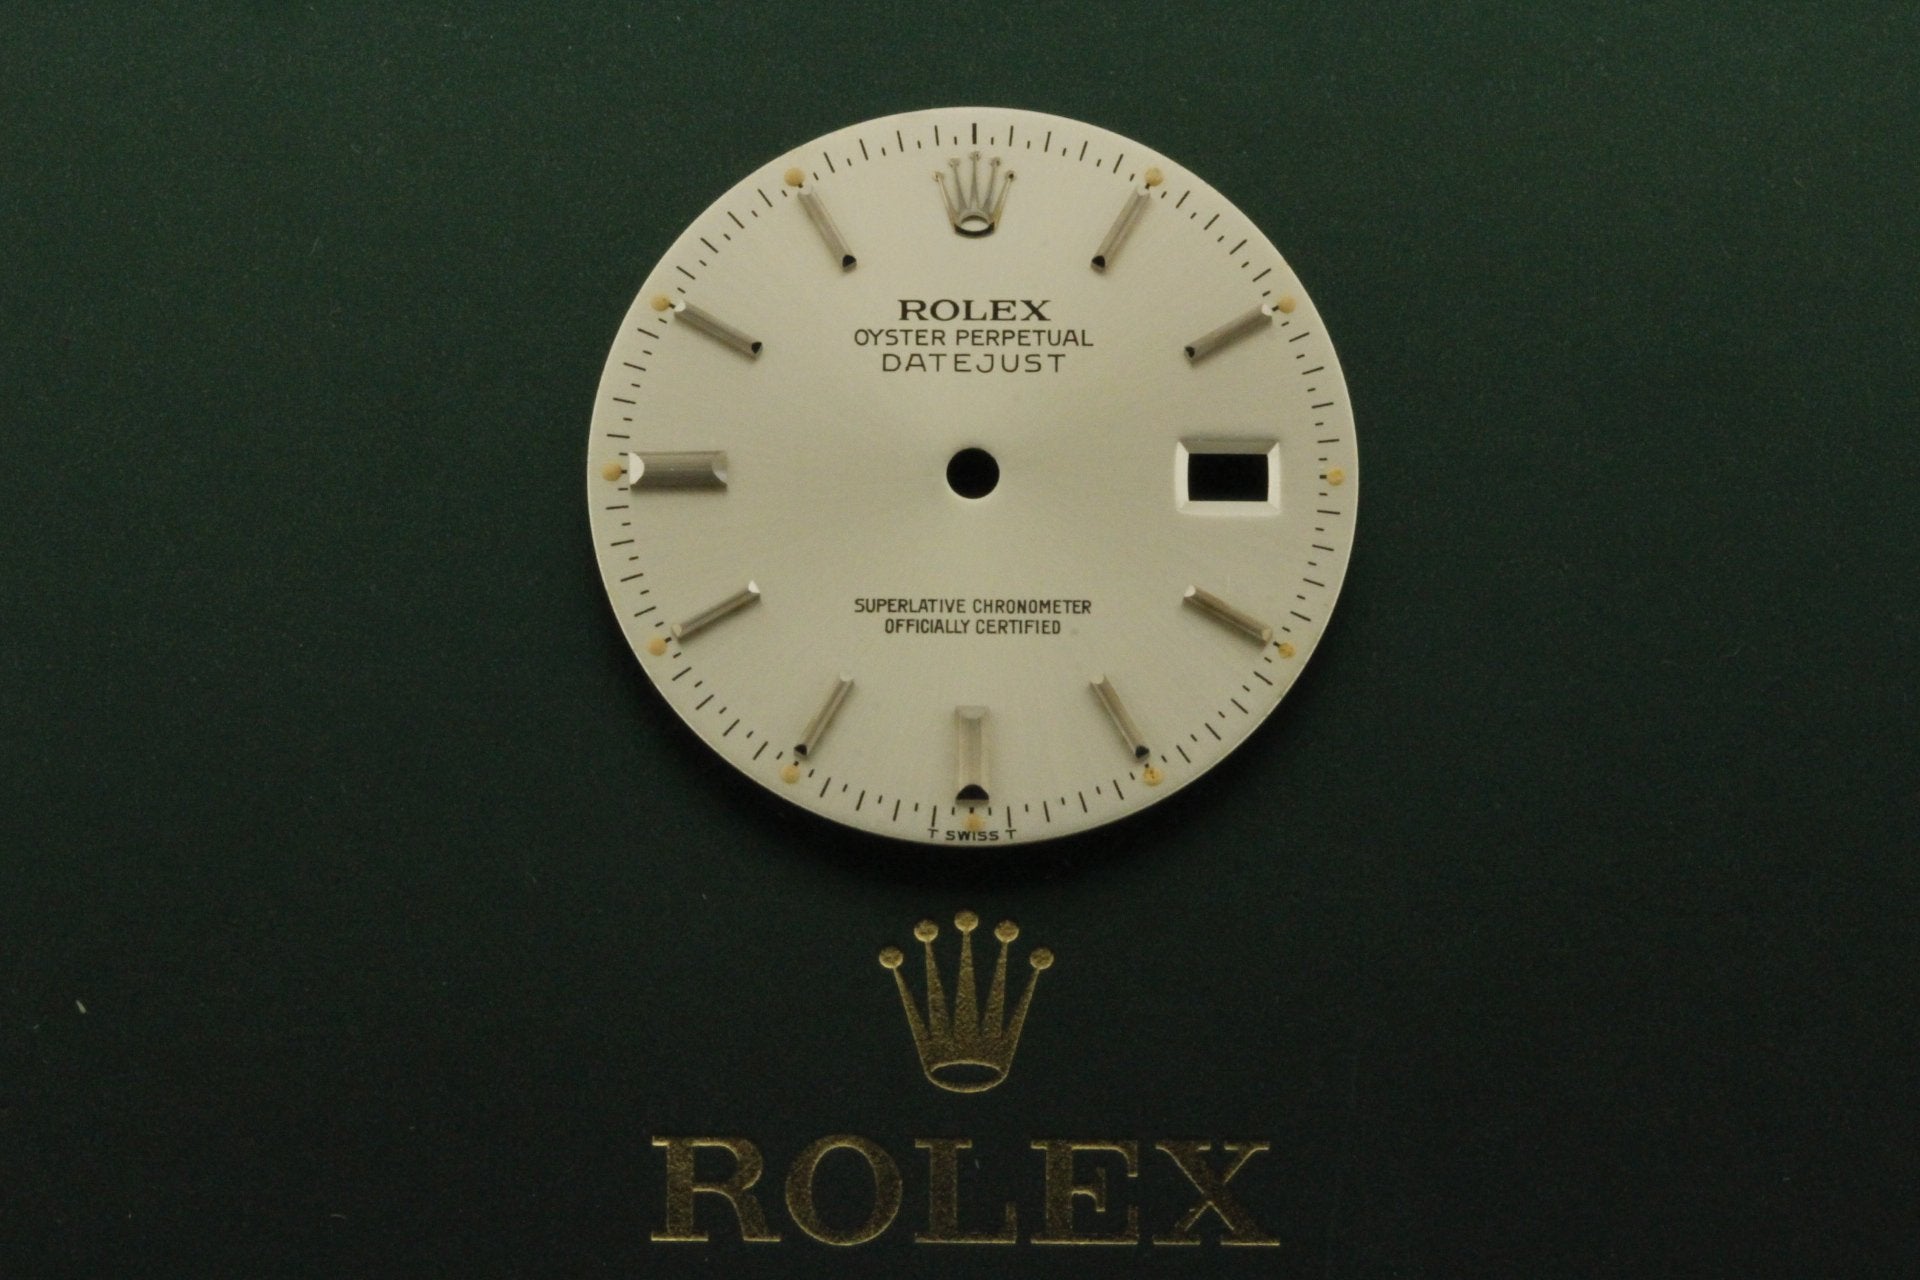 ROLEX
OYSTER PERPETUAL
DATEJUST
SUPERLATIVE CHRONOMETER
OFFICIALLY CERTIFIED
T SWISS T
ROLEX